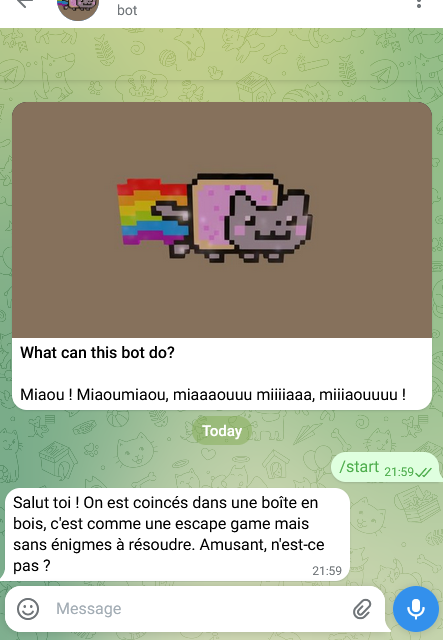 bot
What can this bot do?
Miaou ! Miaoumiaou, miaaaouuu miiiiaaa, miiiaouuuu !
Today
/start 21:59
Salut toi ! On est coincés dans une boîte en
bois, c'est comme une escape game mais
sans énigmes à résoudre. Amusant, n'est-ce
pas ?
21:59
Message